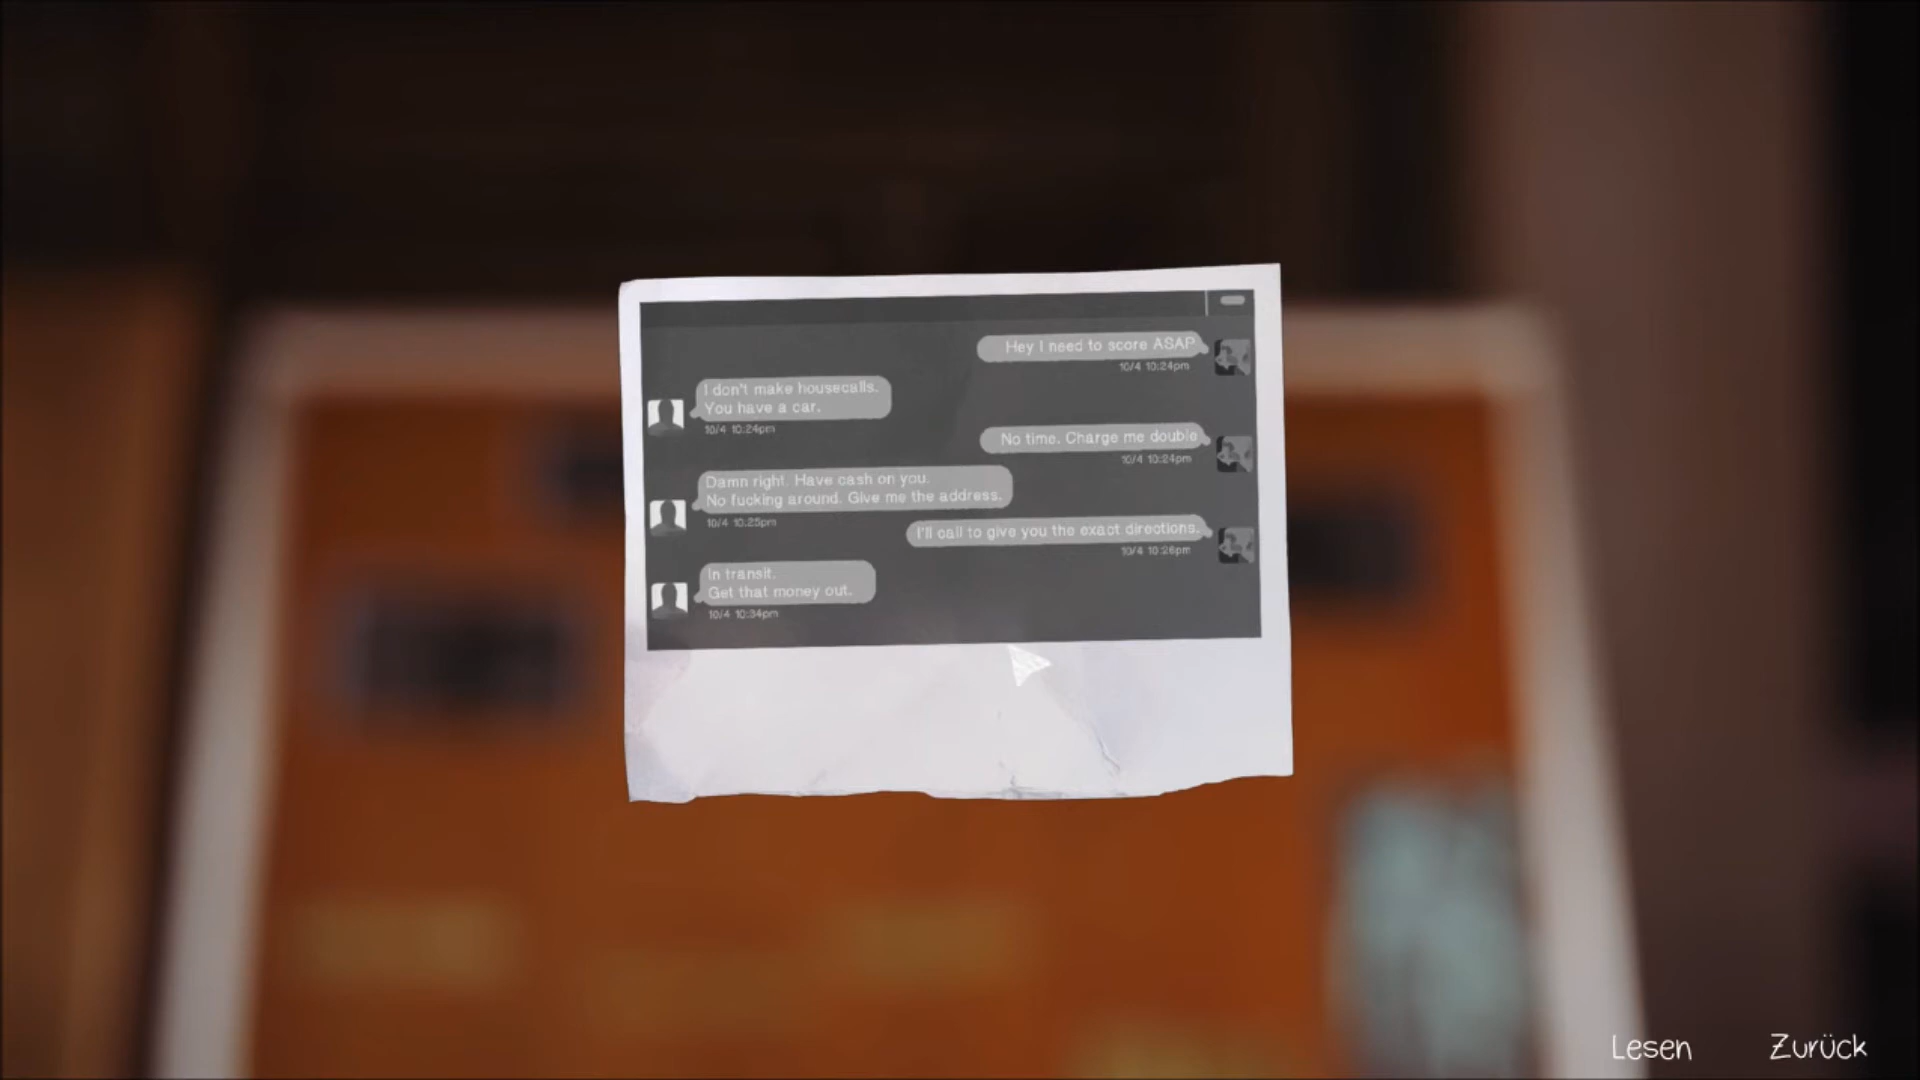 Hey I need to score ASAP
10/4 10:24pm
I don't make housecalls.
You have a car.
10/4 10:24pm
No time. Charge me double
10/4 10:24pm
Damn right. Have cash on you.
No fucking around. Give me the address.
10/4 10:25pm
I'll call to give you the exact directions.
10/4 10:26pm
In transit.
Get that money out.
10/4 10:34pm
Lesen
Zurück